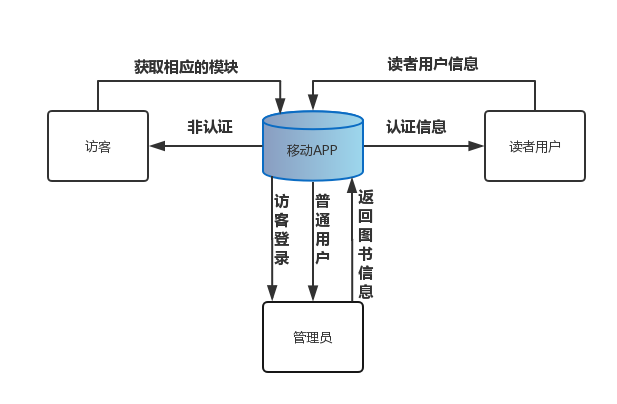 获取相应的模块
读者用户信息
访客
非认证
移动APP
认证信息
读者用户
访客登录
普通用户
返回图书信息
管理员